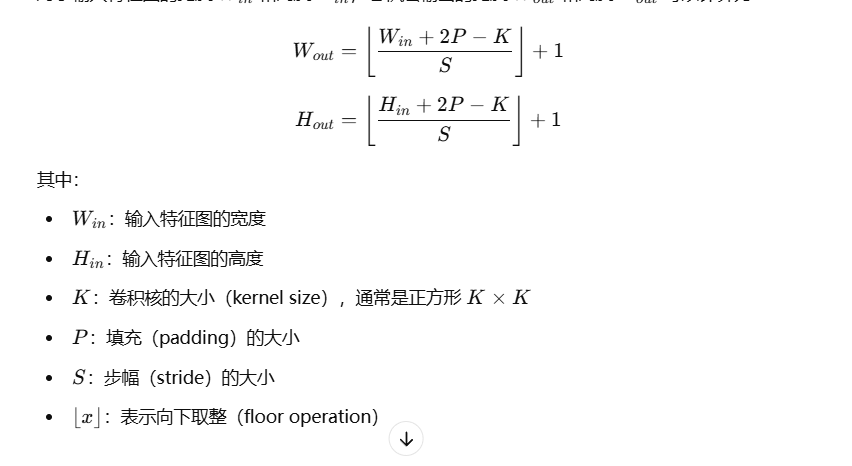 W_{out} = \left\lfloor \frac{W_{in} + 2P - K}{S} \right\rfloor + 1
H_{out} = \left\lfloor \frac{H_{in} + 2P - K}{S} \right\rfloor + 1
其中：
• W_{in}：输入特征图的宽度
• H_{in}：输入特征图的高度
• K：卷积核的大小（kernel size），通常是正方形 K × K
• P：填充（padding）的大小
• S：步幅（stride）的大小
• ⌊x⌋：表示向下取整（floor operation）